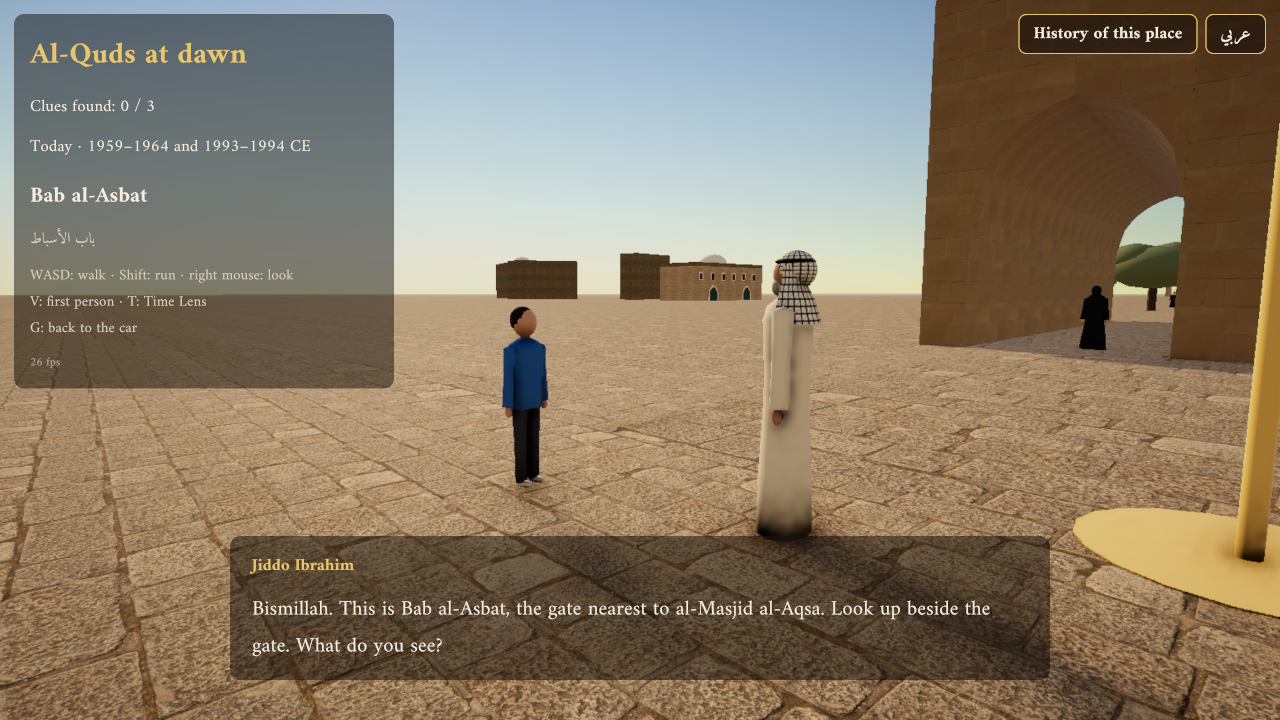 Al-Quds at dawn
Clues found: 0 / 3
Today · 1959–1964 and 1993–1994 CE
Bab al-Asbat
باب الأسباط
WASD: walk · Shift: run · right mouse: look
V: first person · T: Time Lens
G: back to the car
26 fps
History of this place
عربي
Jiddo Ibrahim
Bismillah. This is Bab al-Asbat, the gate nearest to al-Masjid al-Aqsa. Look up beside the
gate. What do you see?